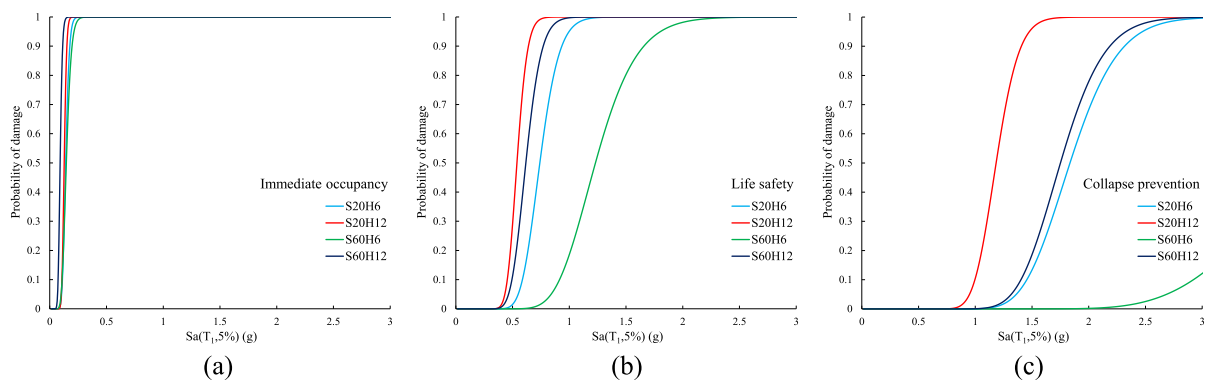 1
0.9
0.8
0.7
0.6
0.5
0.4
0.3
0.2
0.1
0
Probability of damage
0 0.5 1 1.5 2 2.5 3
Sa(T₁,5%) (g)
Immediate occupancy
S20H6
S20H12
S60H6
S60H12
(a)
1
0.9
0.8
0.7
0.6
0.5
0.4
0.3
0.2
0.1
0
Probability of damage
0 0.5 1 1.5 2 2.5 3
Sa(T₁,5%) (g)
Life safety
S20H6
S20H12
S60H6
S60H12
(b)
1
0.9
0.8
0.7
0.6
0.5
0.4
0.3
0.2
0.1
0
Probability of damage
0 0.5 1 1.5 2 2.5 3
Sa(T₁,5%) (g)
Collapse prevention
S20H6
S20H12
S60H6
S60H12
(c)